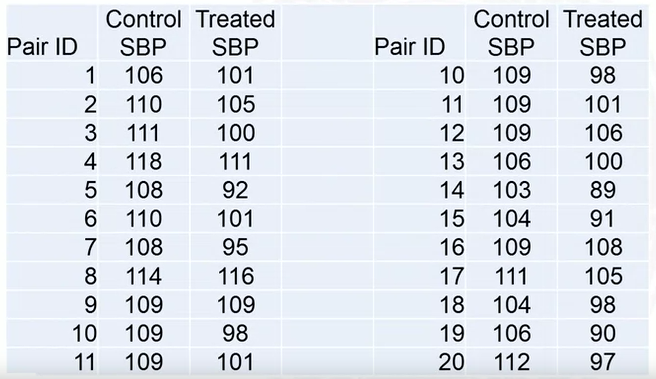 Control Treated Control Treated
Pair ID SBP SBP Pair ID SBP SBP
1 106 101 10 109 98
2 110 105 11 109 101
3 111 100 12 109 106
4 118 111 13 106 100
5 108 92 14 103 89
6 110 101 15 104 91
7 108 95 16 109 108
8 114 116 17 111 105
9 109 109 18 104 98
10 109 98 19 106 90
11 109 101 20 112 97